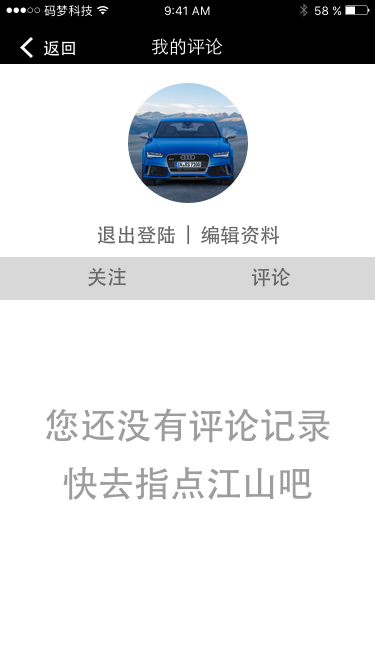 码梦科技 9:41 AM 58 %
返回 我的评论
退出登陆 | 编辑资料
关注 评论
您还没有评论记录
快去指点江山吧